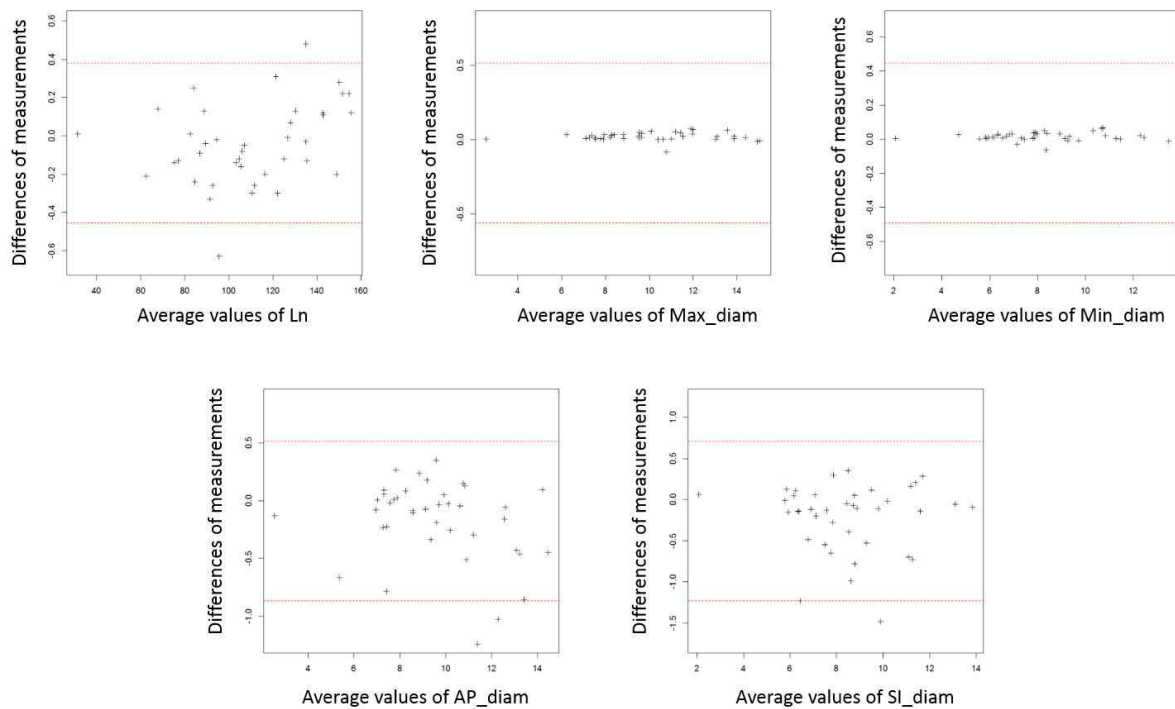 Differences of measurements
0.6
0.4
0.2
0.0
-0.2
-0.4
-0.6
40 60 80 100 120 140 160
Average values of Ln
Differences of measurements
0.5
0.0
-0.5
4 6 8 10 12 14
Average values of Max_diam
Differences of measurements
0.6
0.4
0.2
0.0
-0.2
-0.4
-0.6
2 4 6 8 10 12
Average values of Min_diam
Differences of measurements
0.5
0.0
-0.5
-1.0
4 6 8 10 12 14
Average values of AP_diam
Differences of measurements
1.0
0.5
0.0
-0.5
-1.0
-1.5
2 4 6 8 10 12 14
Average values of SI_diam